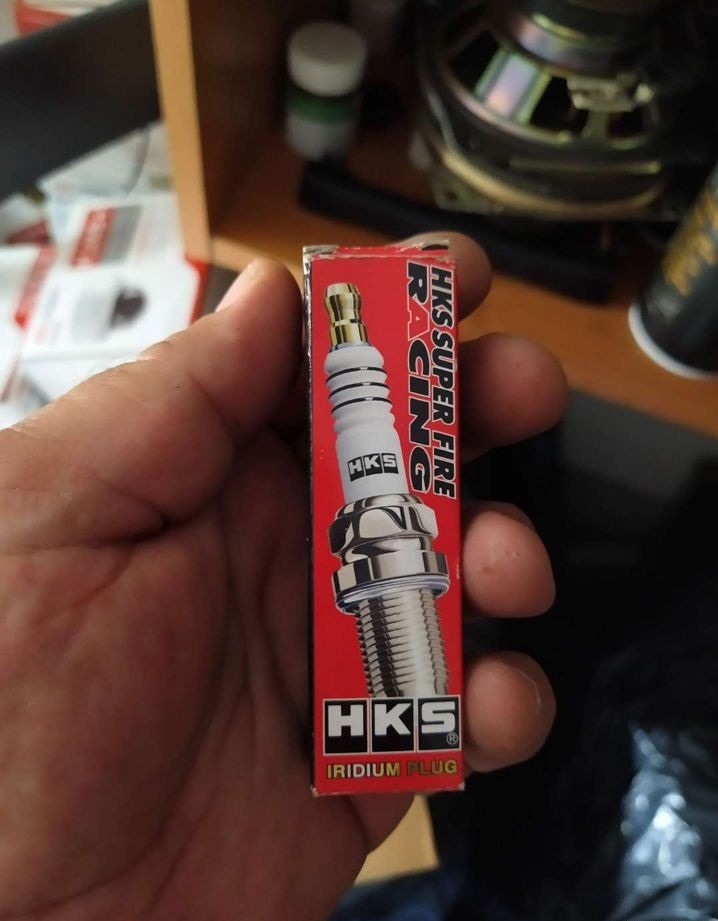 HKS SUPER FIRE
RACING
HKS
HKS®
IRIDIUM PLUG